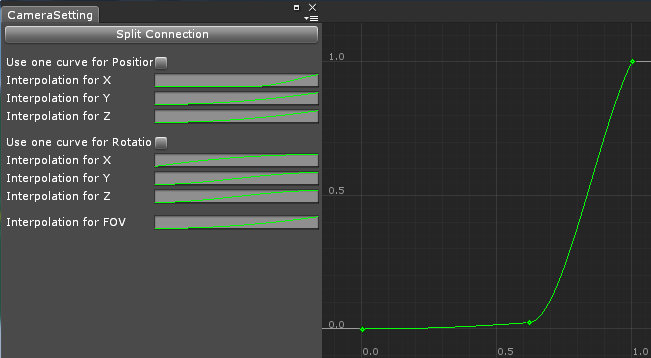 CameraSetting
Split Connection
Use one curve for Position
Interpolation for X
Interpolation for Y
Interpolation for Z
Use one curve for Rotatio
Interpolation for X
Interpolation for Y
Interpolation for Z
Interpolation for FOV
1.0
0.5
0.0
0.0 0.5 1.0